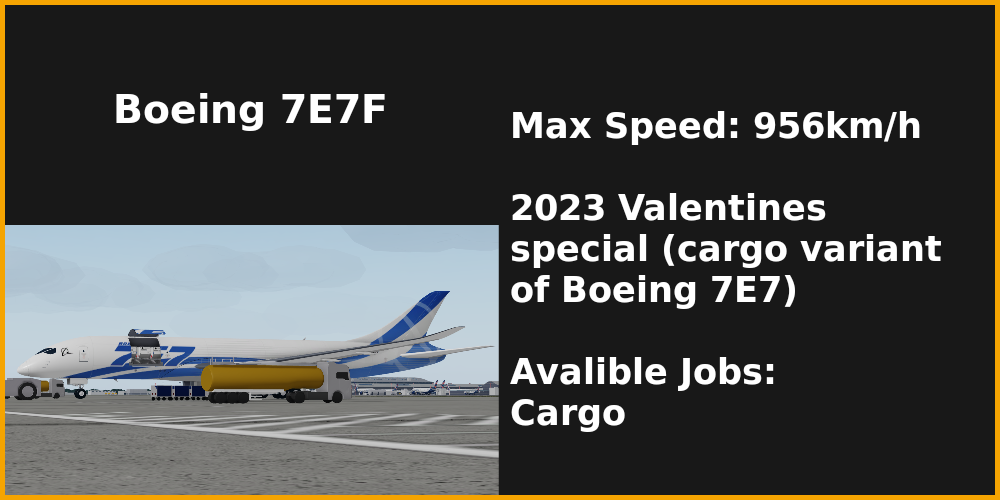 Boeing 7E7F
Max Speed: 956km/h
2023 Valentines
special (cargo variant
of Boeing 7E7)
Avalible Jobs:
Cargo